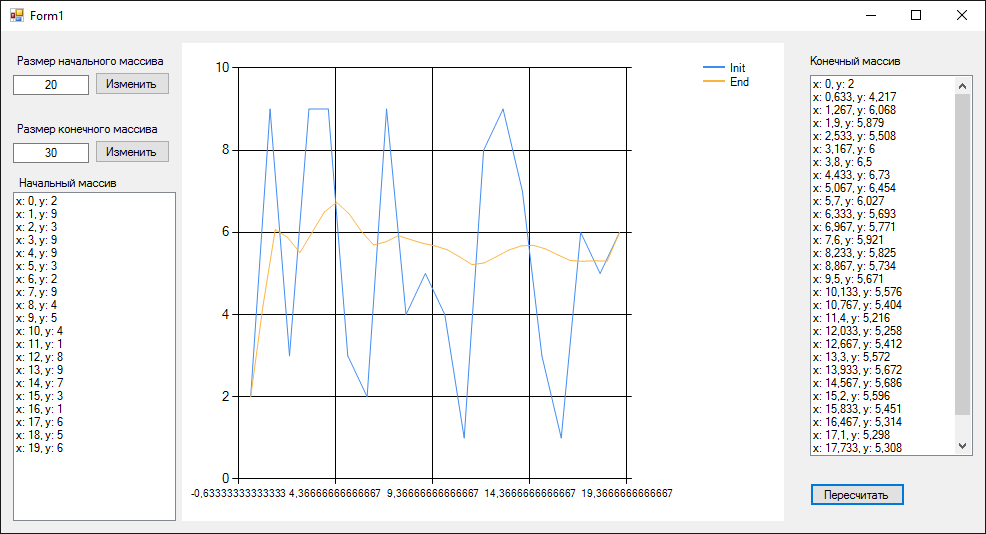 Form1
Размер начального массива
20
Изменить
Размер конечного массива
30
Изменить
Начальный массив
x: 0, y: 2
x: 1, y: 9
x: 2, y: 3
x: 3, y: 9
x: 4, y: 9
x: 5, y: 3
x: 6, y: 2
x: 7, y: 9
x: 8, y: 4
x: 9, y: 5
x: 10, y: 4
x: 11, y: 1
x: 12, y: 8
x: 13, y: 9
x: 14, y: 7
x: 15, y: 3
x: 16, y: 1
x: 17, y: 6
x: 18, y: 5
x: 19, y: 6
10
8
6
4
2
0
-0,63333333333333 4,36666666666667 9,36666666666667 14,3666666666667 19,3666666666667
Init
End
Конечный массив
x: 0, y: 2
x: 0,633, y: 4,217
x: 1,267, y: 6,068
x: 1,9, y: 5,879
x: 2,533, y: 5,508
x: 3,167, y: 6
x: 3,8, y: 6,5
x: 4,433, y: 6,73
x: 5,067, y: 6,454
x: 5,7, y: 6,027
x: 6,333, y: 5,693
x: 6,967, y: 5,771
x: 7,6, y: 5,921
x: 8,233, y: 5,825
x: 8,867, y: 5,734
x: 9,5, y: 5,671
x: 10,133, y: 5,576
x: 10,767, y: 5,404
x: 11,4, y: 5,216
x: 12,033, y: 5,258
x: 12,667, y: 5,412
x: 13,3, y: 5,572
x: 13,933, y: 5,672
x: 14,567, y: 5,686
x: 15,2, y: 5,596
x: 15,833, y: 5,451
x: 16,467, y: 5,314
x: 17,1, y: 5,298
x: 17,733, y: 5,308
Пересчитать